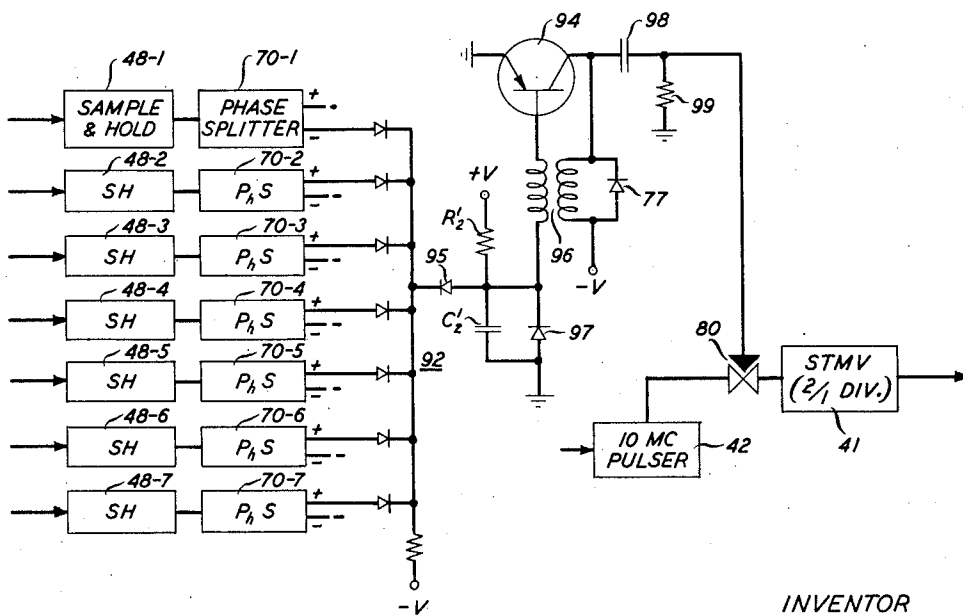 48-1
SAMPLE & HOLD
70-1
PHASE SPLITTER
+
−
48-2
SH
70-2
PhS
+
−
48-3
SH
70-3
PhS
+
−
48-4
SH
70-4
PhS
+
−
48-5
SH
70-5
PhS
+
−
48-6
SH
70-6
PhS
+
−
48-7
SH
70-7
PhS
+
−
92
−V
94
98
99
+V
R'2
95
C'2
97
96
77
−V
80
STMV
(2/1 DIV.)
41
10 MC
PULSER
42
INVENTOR